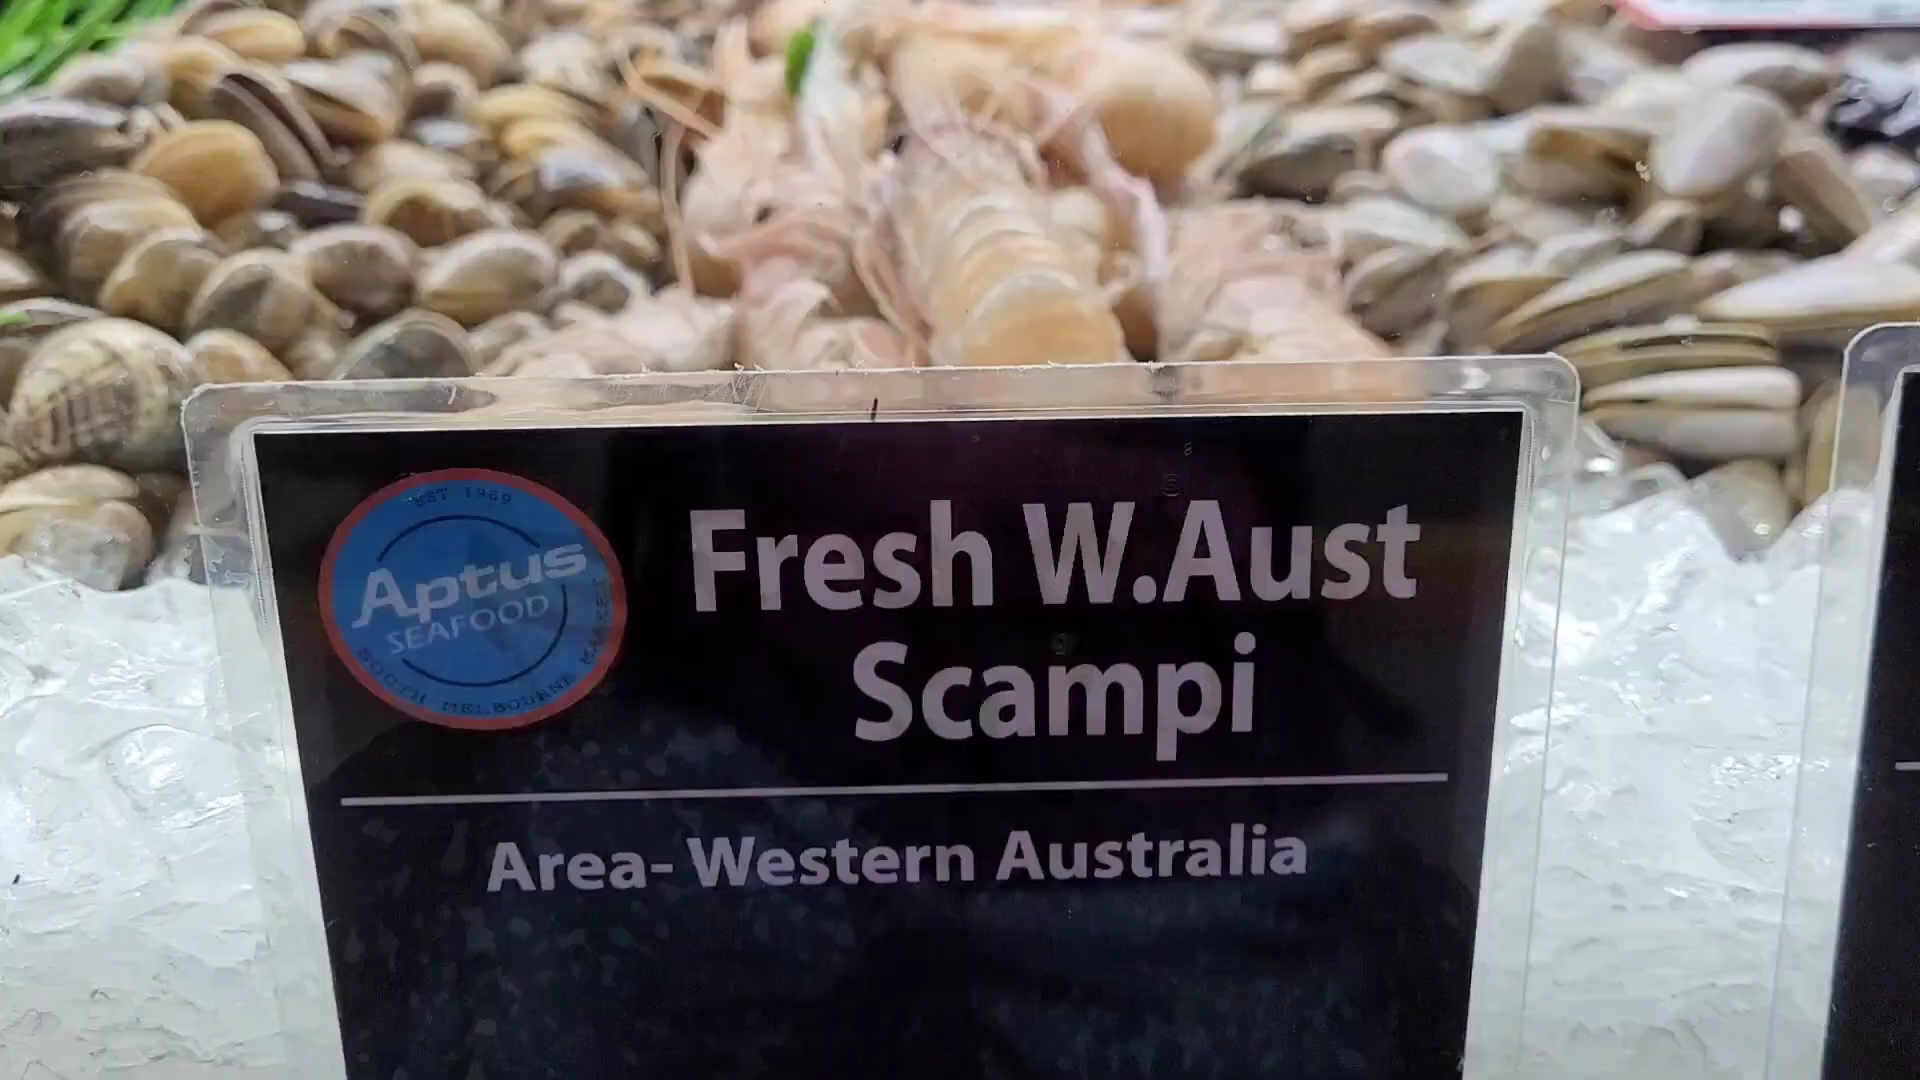 EST 1969
Aptus
SEAFOOD
SOUTH MELBOURNE MARKET
Fresh W.Aust
Scampi
Area- Western Australia